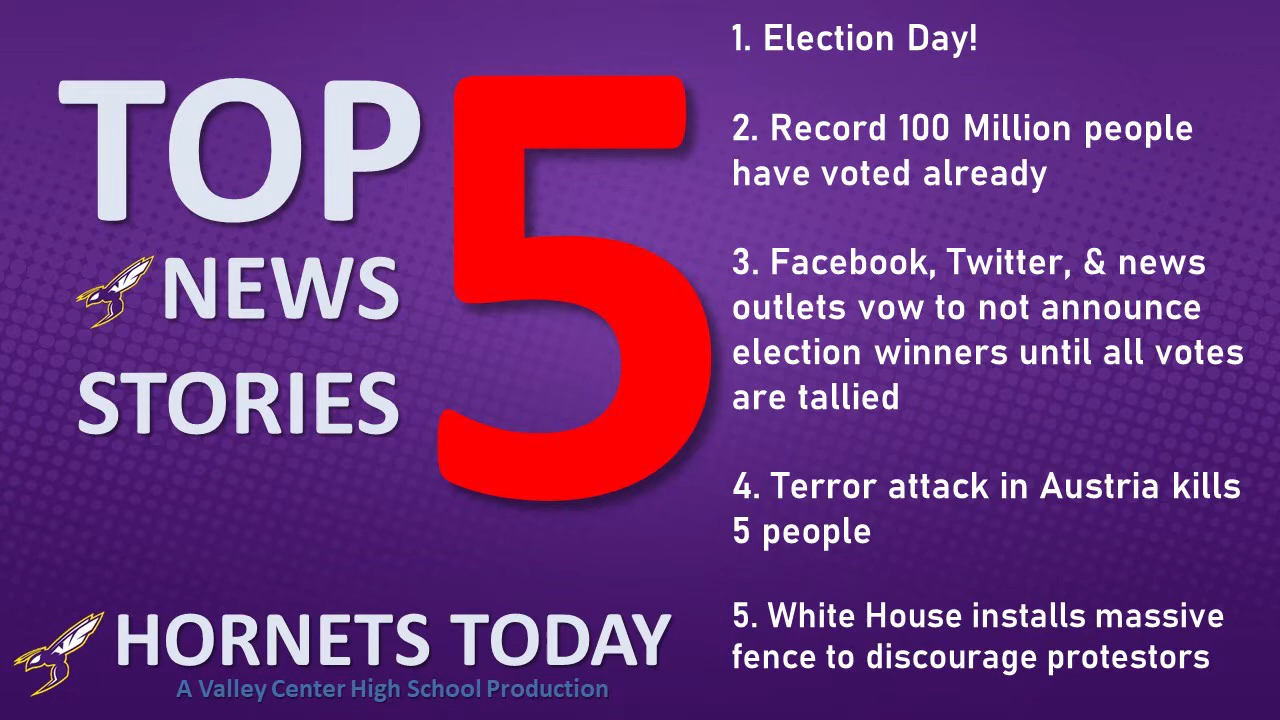 TOP 5
NEWS
STORIES
HORNETS TODAY
A Valley Center High School Production
1. Election Day!
2. Record 100 Million people
have voted already
3. Facebook, Twitter, & news
outlets vow to not announce
election winners until all votes
are tallied
4. Terror attack in Austria kills
5 people
5. White House installs massive
fence to discourage protestors